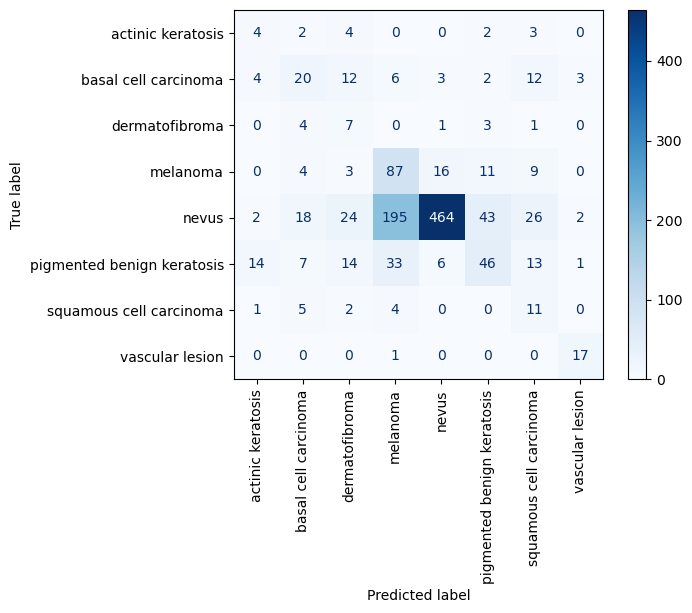 True label
actinic keratosis 4 2 4 0 0 2 3 0
basal cell carcinoma 4 20 12 6 3 2 12 3
dermatofibroma 0 4 7 0 1 3 1 0
melanoma 0 4 3 87 16 11 9 0
nevus 2 18 24 195 464 43 26 2
pigmented benign keratosis 14 7 14 33 6 46 13 1
squamous cell carcinoma 1 5 2 4 0 0 11 0
vascular lesion 0 0 0 1 0 0 0 17
actinic keratosis
basal cell carcinoma
dermatofibroma
melanoma
nevus
pigmented benign keratosis
squamous cell carcinoma
vascular lesion
Predicted label
400
300
200
100
0